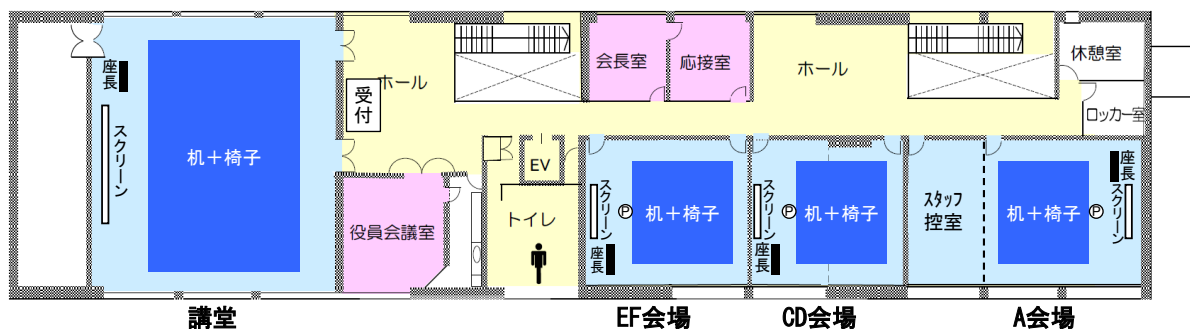 座長
スクリーン
机+椅子
講堂
ホール
受付
役員会議室
EV
トイレ
会長室
応接室
ホール
休憩室
ロッカー室
スクリーン
P
座長
机+椅子
EF会場
スクリーン
P
座長
机+椅子
CD会場
スタッフ
控室
机+椅子
P
座長
スクリーン
A会場